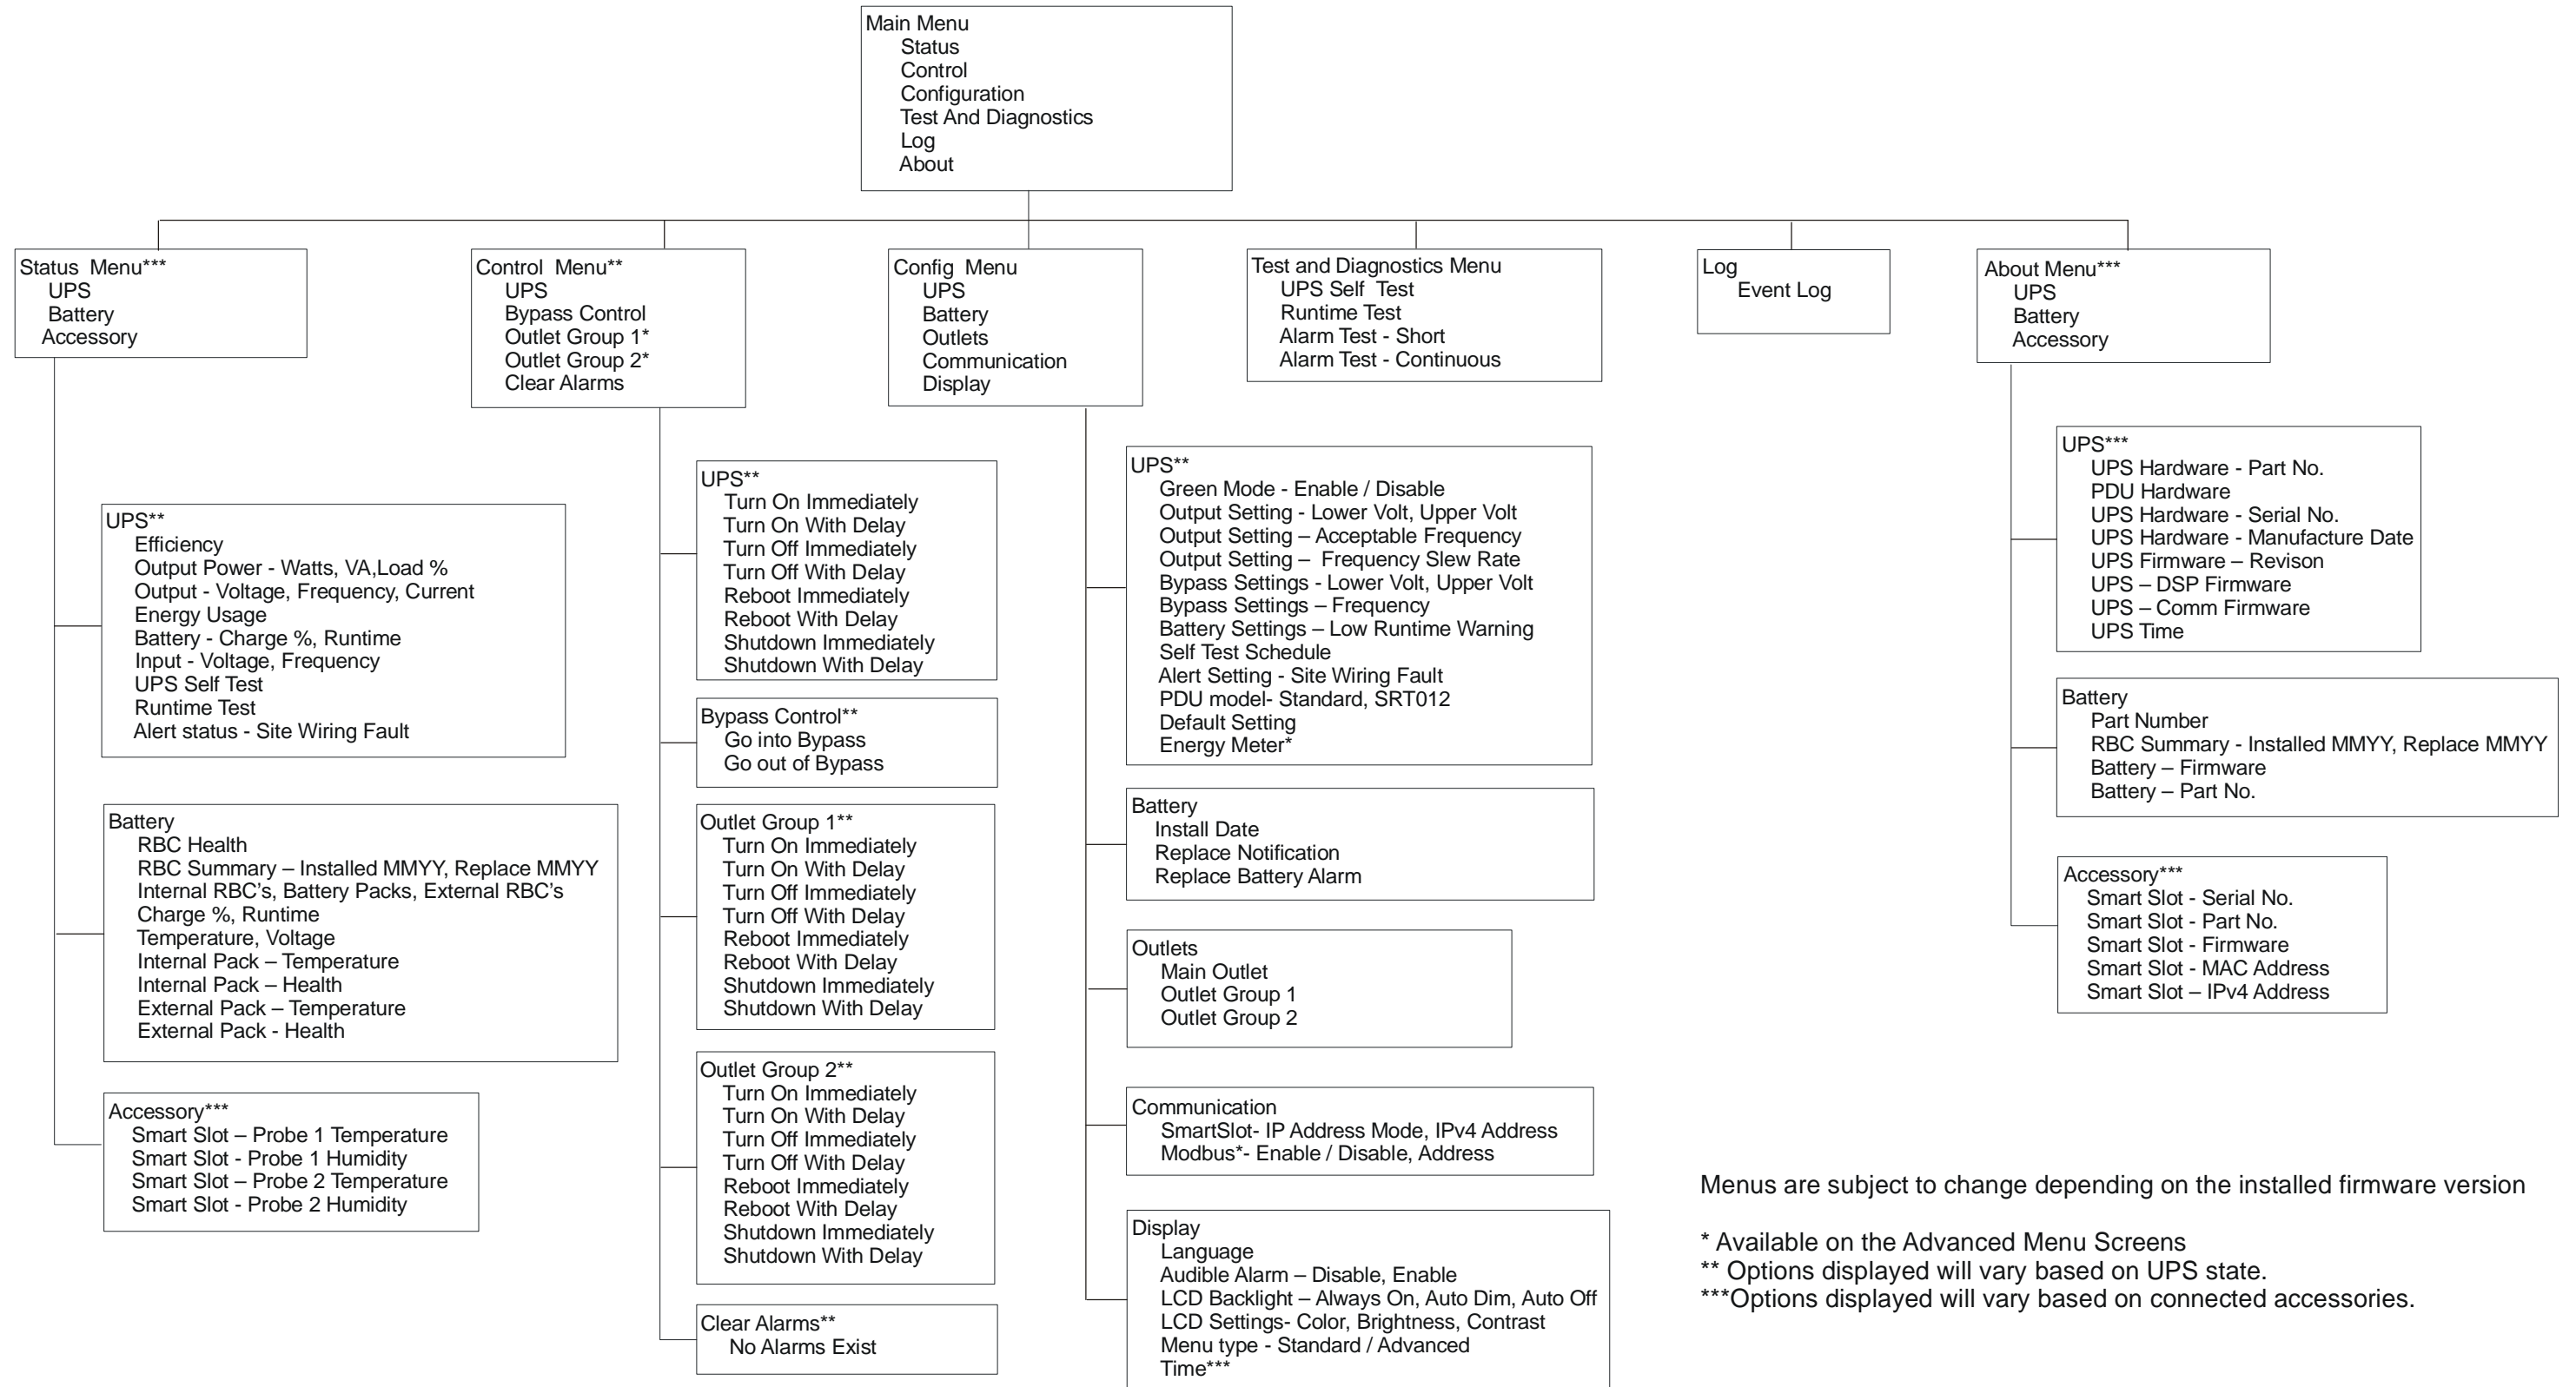 Main Menu
Status
Control
Configuration
Test And Diagnostics
Log
About
Status Menu***
UPS
Battery
Accessory
UPS**
Efficiency
Output Power - Watts, VA,Load %
Output - Voltage, Frequency, Current
Energy Usage
Battery - Charge %, Runtime
Input - Voltage, Frequency
UPS Self Test
Runtime Test
Alert status - Site Wiring Fault
Battery
RBC Health
RBC Summary – Installed MMYY, Replace MMYY
Internal RBC’s, Battery Packs, External RBC’s
Charge %, Runtime
Temperature, Voltage
Internal Pack – Temperature
Internal Pack – Health
External Pack – Temperature
External Pack - Health
Accessory***
Smart Slot – Probe 1 Temperature
Smart Slot - Probe 1 Humidity
Smart Slot – Probe 2 Temperature
Smart Slot - Probe 2 Humidity
Control Menu**
UPS
Bypass Control
Outlet Group 1*
Outlet Group 2*
Clear Alarms
UPS**
Turn On Immediately
Turn On With Delay
Turn Off Immediately
Turn Off With Delay
Reboot Immediately
Reboot With Delay
Shutdown Immediately
Shutdown With Delay
Bypass Control**
Go into Bypass
Go out of Bypass
Outlet Group 1**
Turn On Immediately
Turn On With Delay
Turn Off Immediately
Turn Off With Delay
Reboot Immediately
Reboot With Delay
Shutdown Immediately
Shutdown With Delay
Outlet Group 2**
Turn On Immediately
Turn On With Delay
Turn Off Immediately
Turn Off With Delay
Reboot Immediately
Reboot With Delay
Shutdown Immediately
Shutdown With Delay
Clear Alarms**
No Alarms Exist
Config Menu
UPS
Battery
Outlets
Communication
Display
UPS**
Green Mode - Enable / Disable
Output Setting - Lower Volt, Upper Volt
Output Setting – Acceptable Frequency
Output Setting – Frequency Slew Rate
Bypass Settings - Lower Volt, Upper Volt
Bypass Settings – Frequency
Battery Settings – Low Runtime Warning
Self Test Schedule
Alert Setting - Site Wiring Fault
PDU model- Standard, SRT012
Default Setting
Energy Meter*
Battery
Install Date
Replace Notification
Replace Battery Alarm
Outlets
Main Outlet
Outlet Group 1
Outlet Group 2
Communication
SmartSlot- IP Address Mode, IPv4 Address
Modbus*- Enable / Disable, Address
Display
Language
Audible Alarm – Disable, Enable
LCD Backlight – Always On, Auto Dim, Auto Off
LCD Settings- Color, Brightness, Contrast
Menu type - Standard / Advanced
Time***
Test and Diagnostics Menu
UPS Self Test
Runtime Test
Alarm Test - Short
Alarm Test - Continuous
Log
Event Log
About Menu***
UPS
Battery
Accessory
UPS***
UPS Hardware - Part No.
PDU Hardware
UPS Hardware - Serial No.
UPS Hardware - Manufacture Date
UPS Firmware – Revison
UPS – DSP Firmware
UPS – Comm Firmware
UPS Time
Battery
Part Number
RBC Summary - Installed MMYY, Replace MMYY
Battery – Firmware
Battery – Part No.
Accessory***
Smart Slot - Serial No.
Smart Slot - Part No.
Smart Slot - Firmware
Smart Slot - MAC Address
Smart Slot – IPv4 Address
Menus are subject to change depending on the installed firmware version
* Available on the Advanced Menu Screens
** Options displayed will vary based on UPS state.
***Options displayed will vary based on connected accessories.